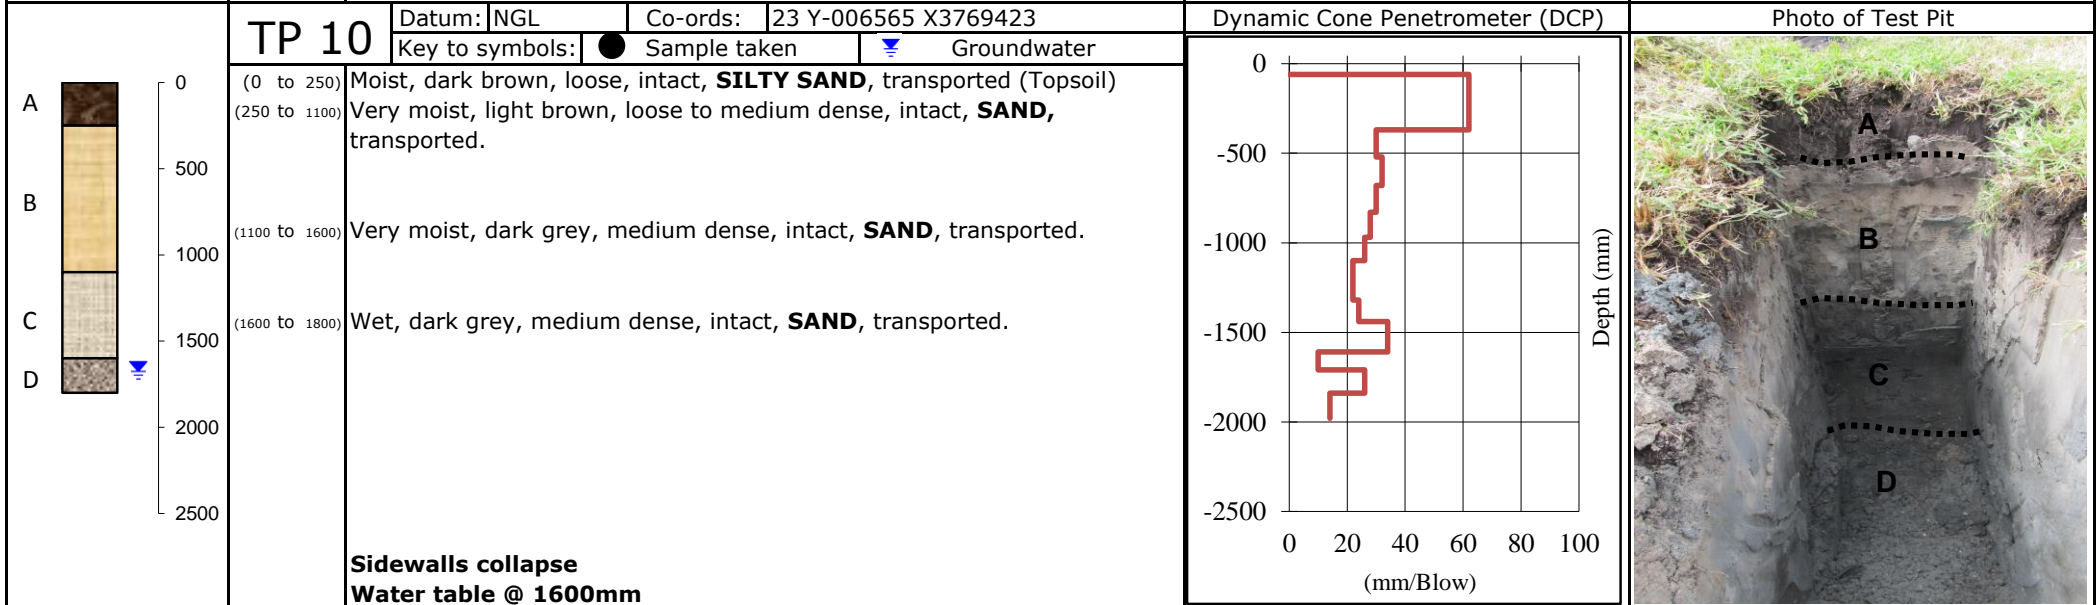 TP 10
Datum: NGL Co-ords: 23 Y-006565 X3769423
Key to symbols: Sample taken Groundwater
A
B
C
D
0
500
1000
1500
2000
2500
(0 to 250) Moist, dark brown, loose, intact, SILTY SAND, transported (Topsoil)
(250 to 1100) Very moist, light brown, loose to medium dense, intact, SAND,
transported.
(1100 to 1600) Very moist, dark grey, medium dense, intact, SAND, transported.
(1600 to 1800) Wet, dark grey, medium dense, intact, SAND, transported.
Sidewalls collapse
Water table @ 1600mm
Dynamic Cone Penetrometer (DCP)
0
-500
-1000
-1500
-2000
-2500
0 20 40 60 80 100
(mm/Blow)
Depth (mm)
Photo of Test Pit
A
B
C
D